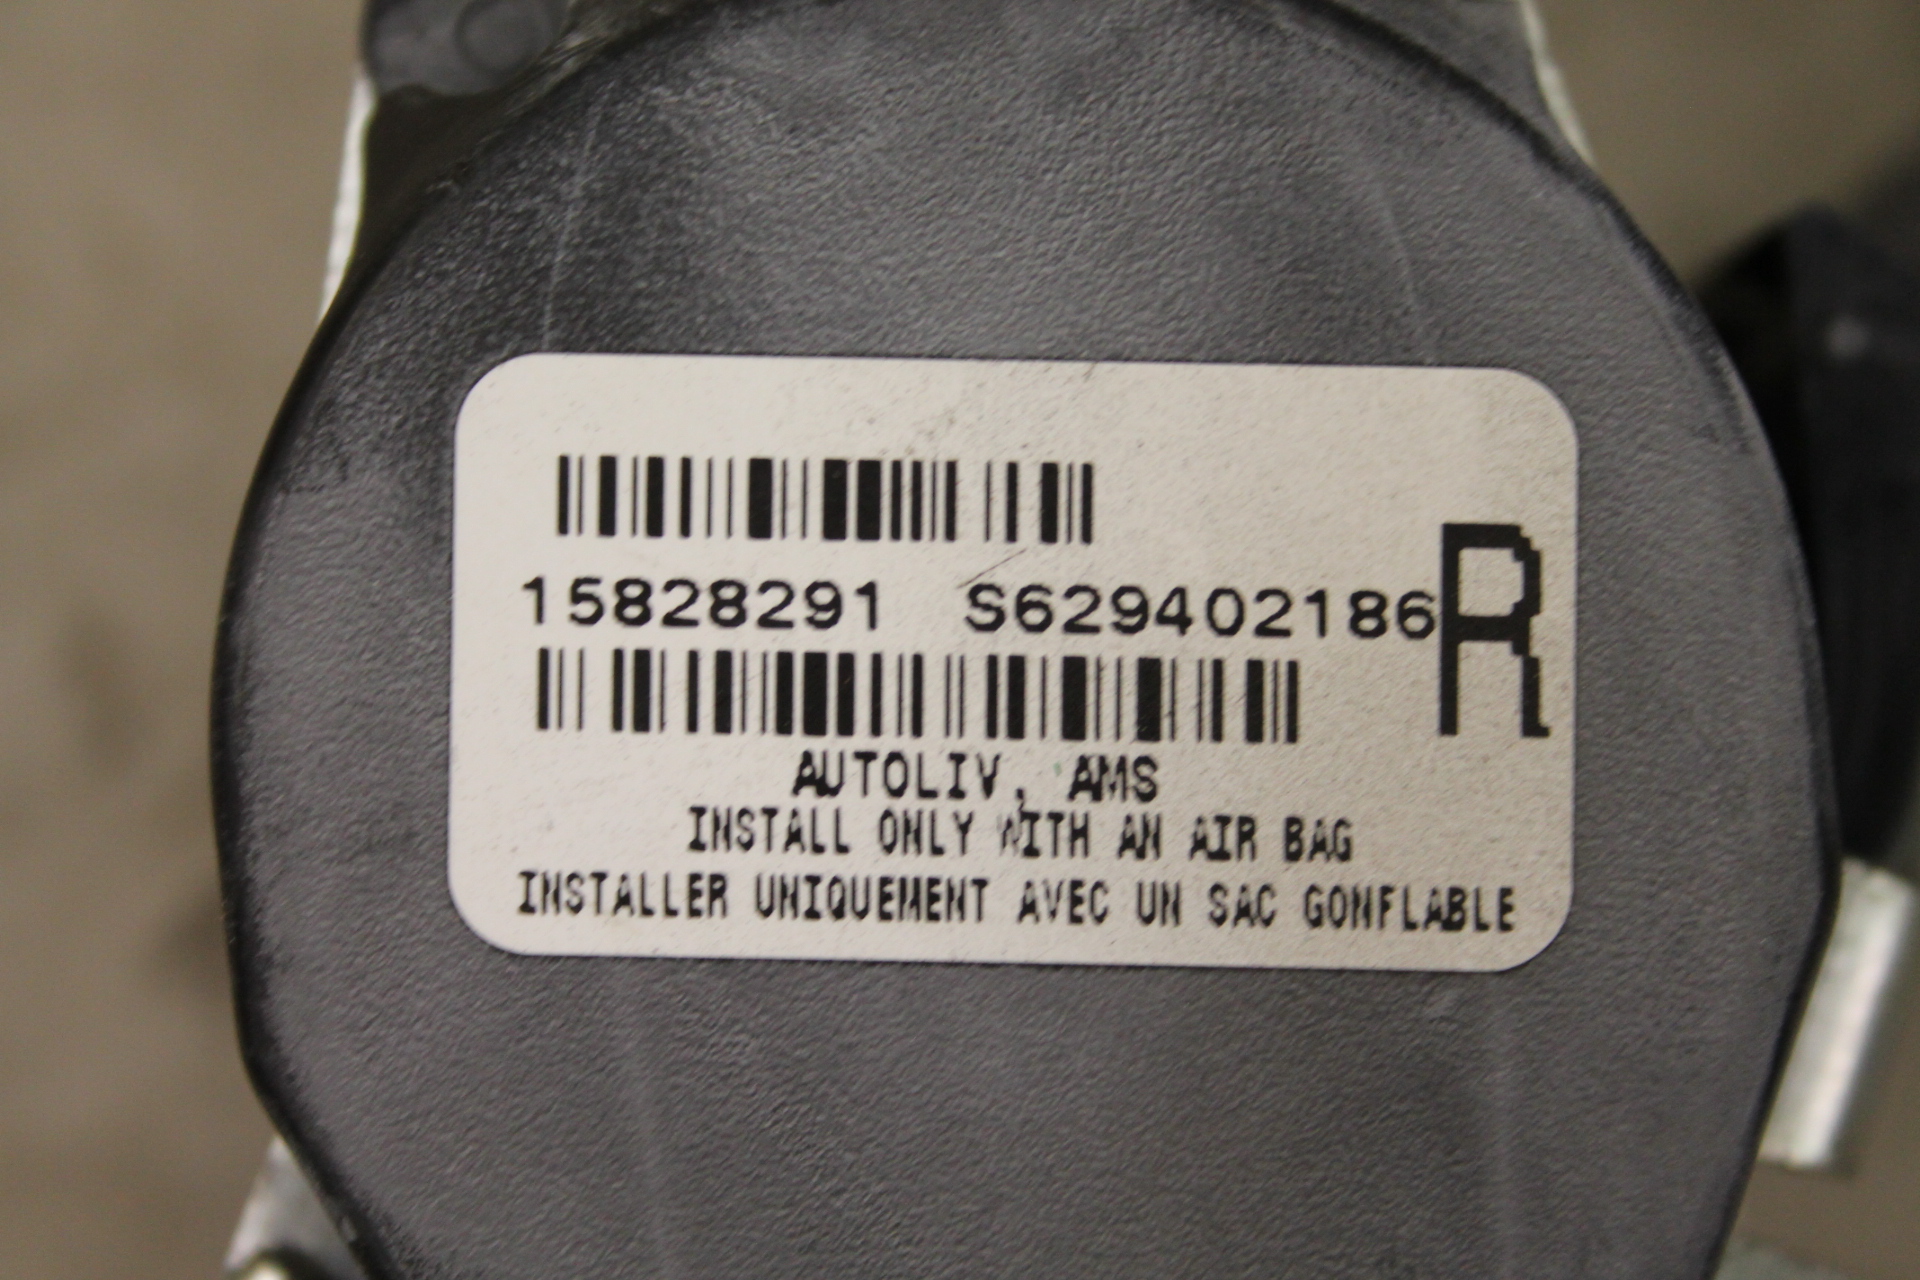 15828291 S629402186 R
AUTOLIV, AMS
INSTALL ONLY WITH AN AIR BAG
INSTALLER UNIQUEMENT AVEC UN SAC GONFLABLE